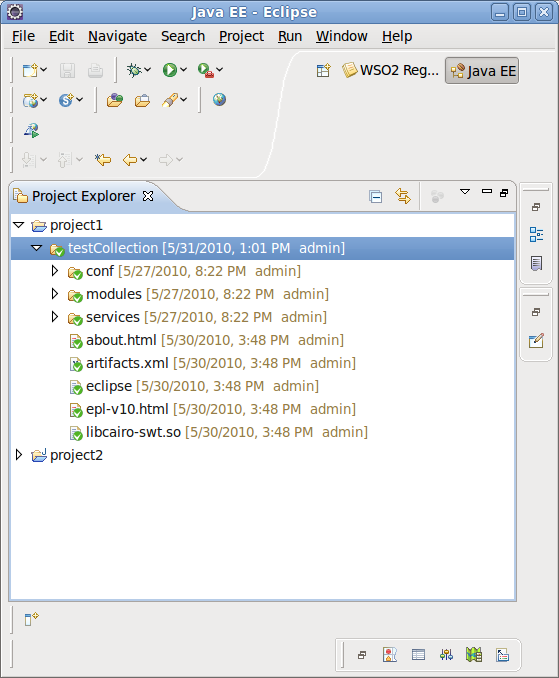 Java EE - Eclipse
File Edit Navigate Search Project Run Window Help
WSO2 Reg... Java EE
Project Explorer
project1
testCollection [5/31/2010, 1:01 PM admin]
conf [5/27/2010, 8:22 PM admin]
modules [5/27/2010, 8:22 PM admin]
services [5/27/2010, 8:22 PM admin]
about.html [5/30/2010, 3:48 PM admin]
artifacts.xml [5/30/2010, 3:48 PM admin]
eclipse [5/30/2010, 3:48 PM admin]
epl-v10.html [5/30/2010, 3:48 PM admin]
libcairo-swt.so [5/30/2010, 3:48 PM admin]
project2